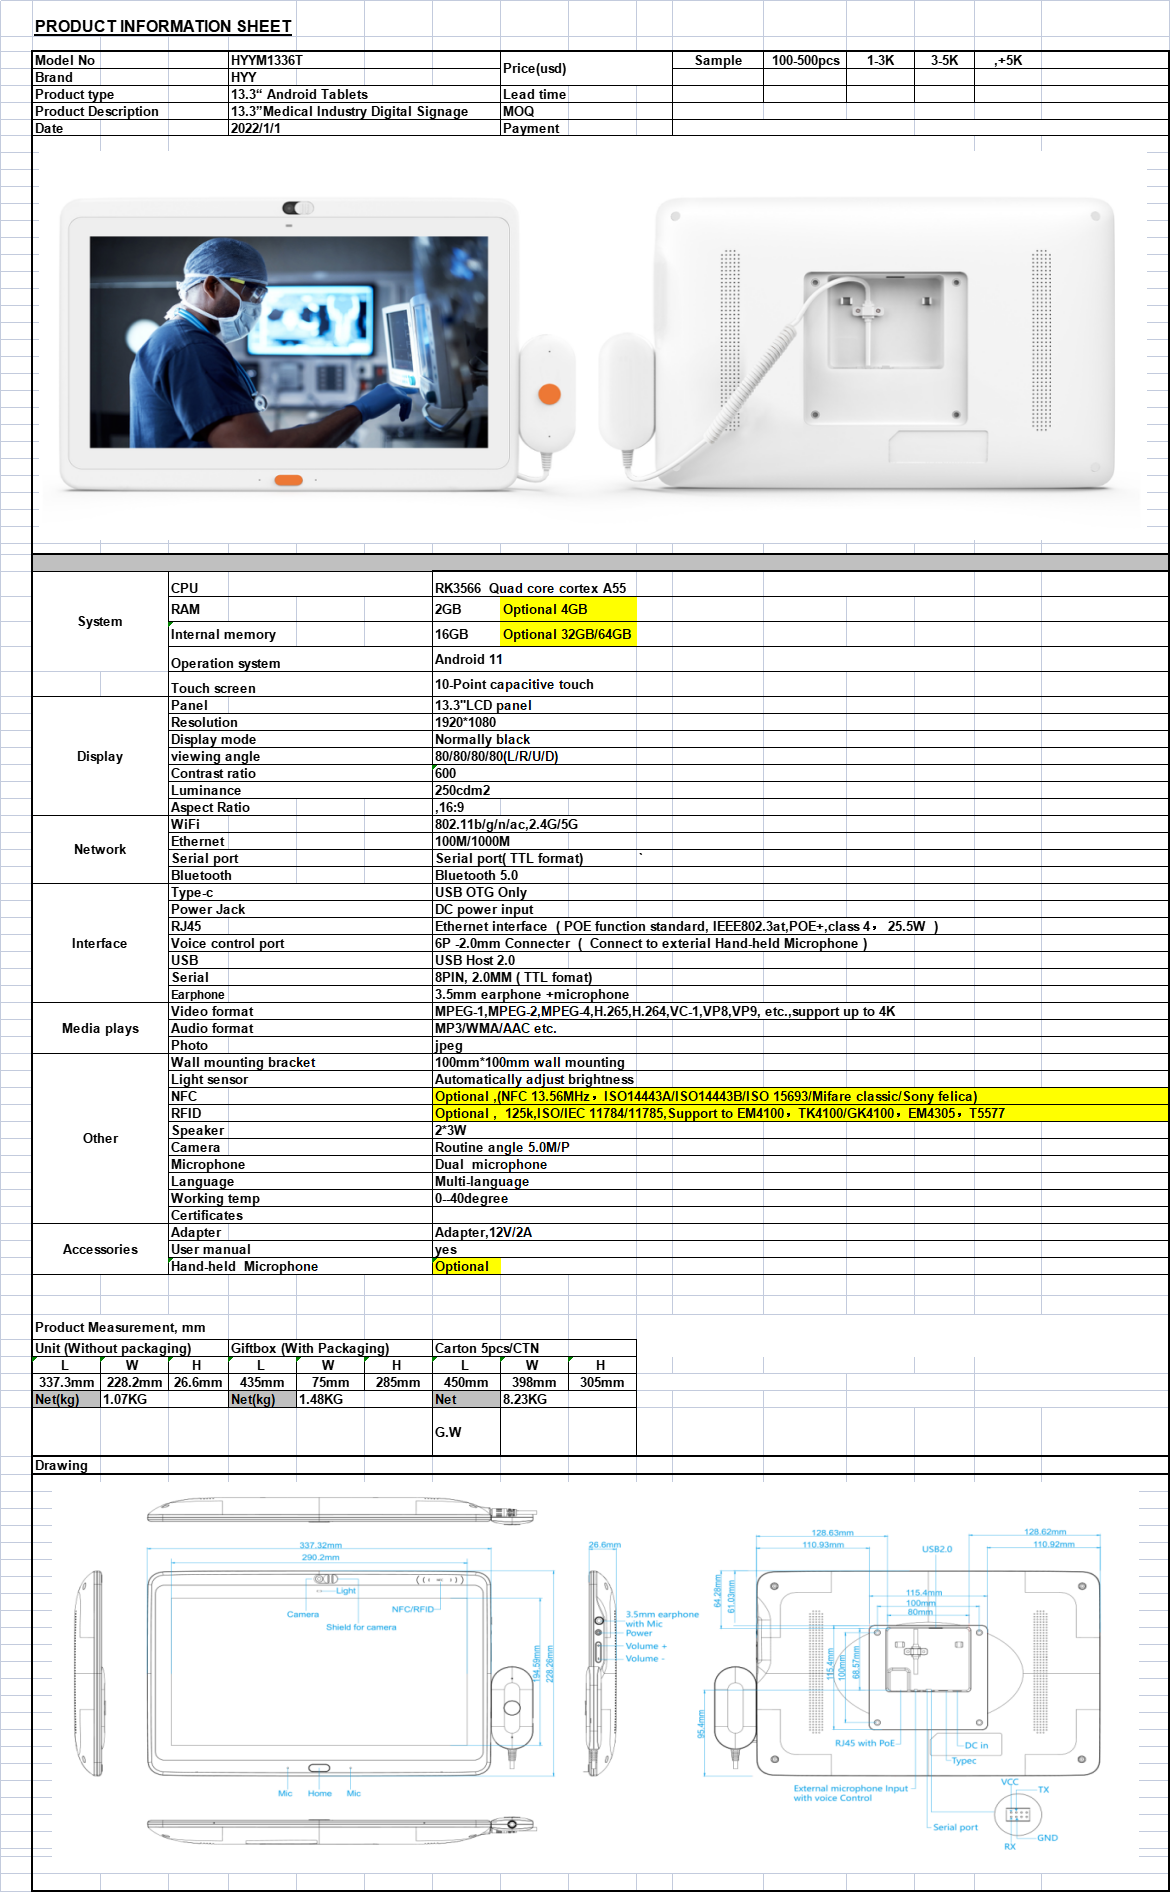 PRODUCT INFORMATION SHEET
Model No HYYM1336T Price(usd) Sample 100-500pcs 1-3K 3-5K ,+5K
Brand HYY
Product type 13.3“ Android Tablets Lead time
Product Description 13.3”Medical Industry Digital Signage MOQ
Date 2022/1/1 Payment
System
CPU RK3566 Quad core cortex A55
RAM 2GB Optional 4GB
Internal memory 16GB Optional 32GB/64GB
Operation system Android 11
Touch screen 10-Point capacitive touch
Display
Panel 13.3"LCD panel
Resolution 1920*1080
Display mode Normally black
viewing angle 80/80/80/80(L/R/U/D)
Contrast ratio 600
Luminance 250cdm2
Aspect Ratio ,16:9
Network
WiFi 802.11b/g/n/ac,2.4G/5G
Ethernet 100M/1000M
Serial port Serial port( TTL format) `
Bluetooth Bluetooth 5.0
Interface
Type-c USB OTG Only
Power Jack DC power input
RJ45 Ethernet interface ( POE function standard, IEEE802.3at,POE+,class 4， 25.5W )
Voice control port 6P -2.0mm Connecter ( Connect to exterial Hand-held Microphone )
USB USB Host 2.0
Serial 8PIN, 2.0MM ( TTL fomat)
Earphone 3.5mm earphone +microphone
Media plays
Video format MPEG-1,MPEG-2,MPEG-4,H.265,H.264,VC-1,VP8,VP9, etc.,support up to 4K
Audio format MP3/WMA/AAC etc.
Photo jpeg
Other
Wall mounting bracket 100mm*100mm wall mounting
Light sensor Automatically adjust brightness
NFC Optional ,(NFC 13.56MHz，ISO14443A/ISO14443B/ISO 15693/Mifare classic/Sony felica)
RFID Optional , 125k,ISO/IEC 11784/11785,Support to EM4100，TK4100/GK4100，EM4305，T5577
Speaker 2*3W
Camera Routine angle 5.0M/P
Microphone Dual microphone
Language Multi-language
Working temp 0--40degree
Certificates
Accessories
Adapter Adapter,12V/2A
User manual yes
Hand-held Microphone Optional
Product Measurement, mm
Unit (Without packaging) Giftbox (With Packaging) Carton 5pcs/CTN
L W H L W H L W H
337.3mm 228.2mm 26.6mm 435mm 75mm 285mm 450mm 398mm 305mm
Net(kg) 1.07KG Net(kg) 1.48KG Net 8.23KG
G.W
Drawing
337.32mm
290.2mm
Light
Camera
NFC/RFID
Shield for camera
194.59mm
228.26mm
Mic Home Mic
26.6mm
3.5mm earphone
with Mic
Power
Volume +
Volume -
128.63mm
110.93mm
USB2.0
128.62mm
110.92mm
64.28mm
61.03mm
115.4mm
100mm
80mm
115.4mm
100mm
68.57mm
95.4mm
RJ45 with PoE
DC in
Typec
External microphone Input
with voice Control
VCC
TX
Serial port
GND
RX